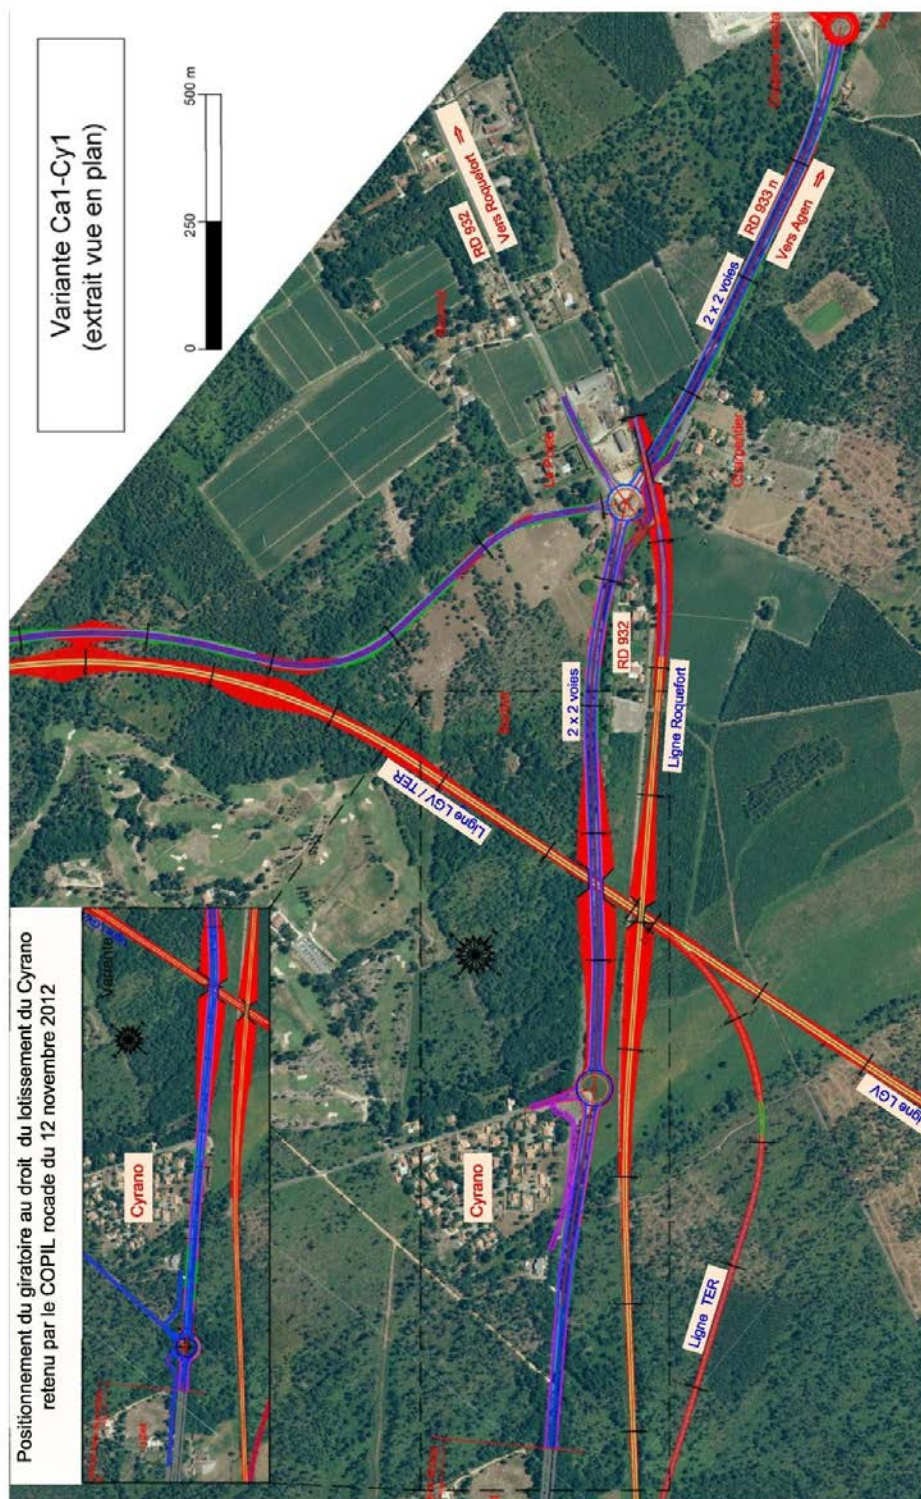 Variante Ca1-Cy1
(extrait vue en plan)
0
250
500 m
Positionnement du giratoire au droit du lotissement du Cyrano
retenu par le COPIL rocade du 12 novembre 2012
Variante
Cyrano
Ligne LGV / TER
2 x 2 voies
RD 932
Ligne Roquefort
RD 932
Vers Roquefort
Charpentier
2 x 2 voies
RD 933 n
Vers Agen
Cyrano
Ligne TER
Ligne LGV